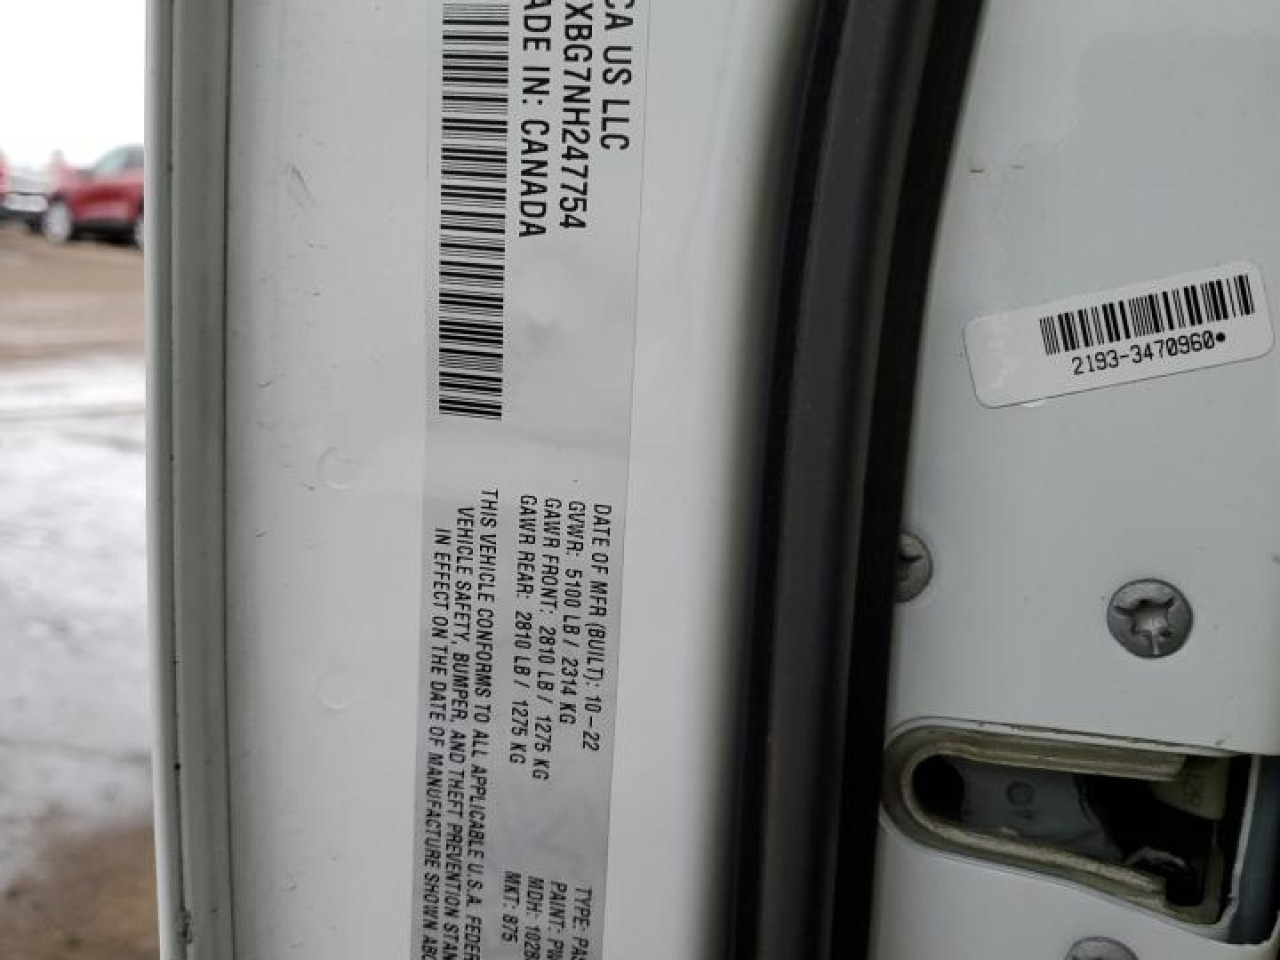 CA US LLC
XBG7NH247754
ADE IN: CANADA
DATE OF MFR (BUILT): 10-22
GVWR: 5100 LB / 2314 KG
GAWR FRONT: 2810 LB / 1275 KG
GAWR REAR: 2810 LB / 1275 KG
THIS VEHICLE CONFORMS TO ALL APPLICABLE U.S.A. FEDER
VEHICLE SAFETY, BUMPER, AND THEFT PREVENTION STAN
IN EFFECT ON THE DATE OF MANUFACTURE SHOWN ABO
TYPE: PAS
PAINT: PW
MDH: 1028
MKT: 875
2193-3470960